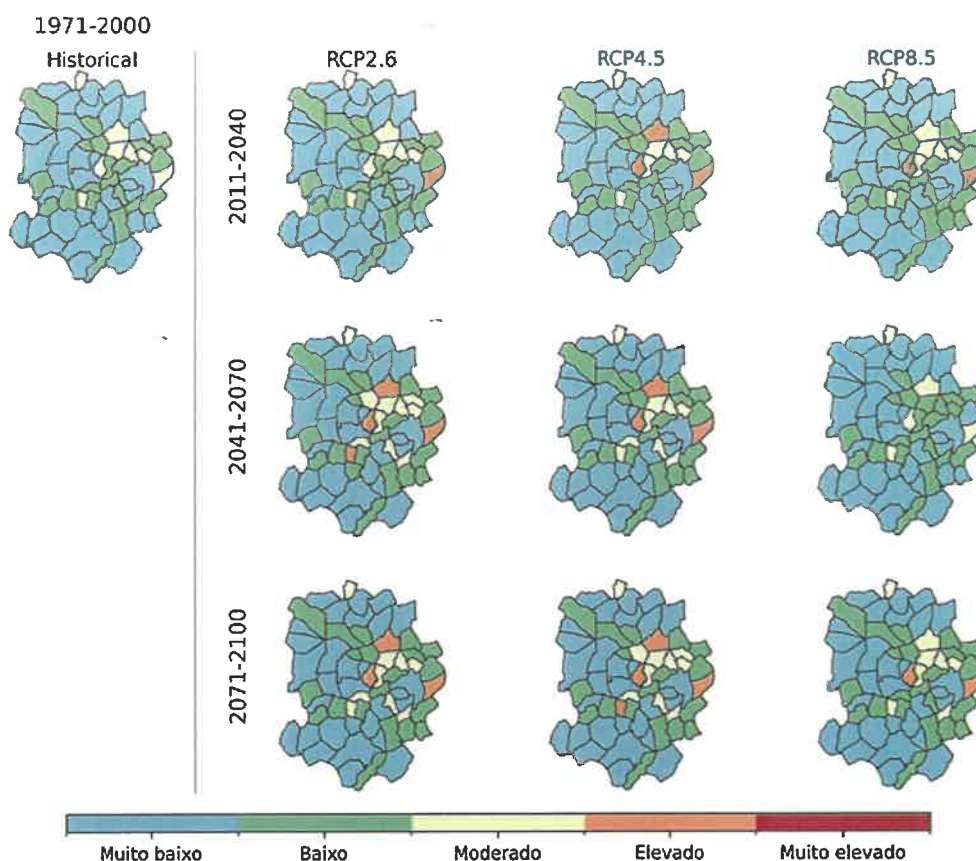 1971-2000
Historical
RCP2.6
RCP4.5
RCP8.5
2011-2040
2041-2070
2071-2100
Muito baixo
Baixo
Moderado
Elevado
Muito elevado